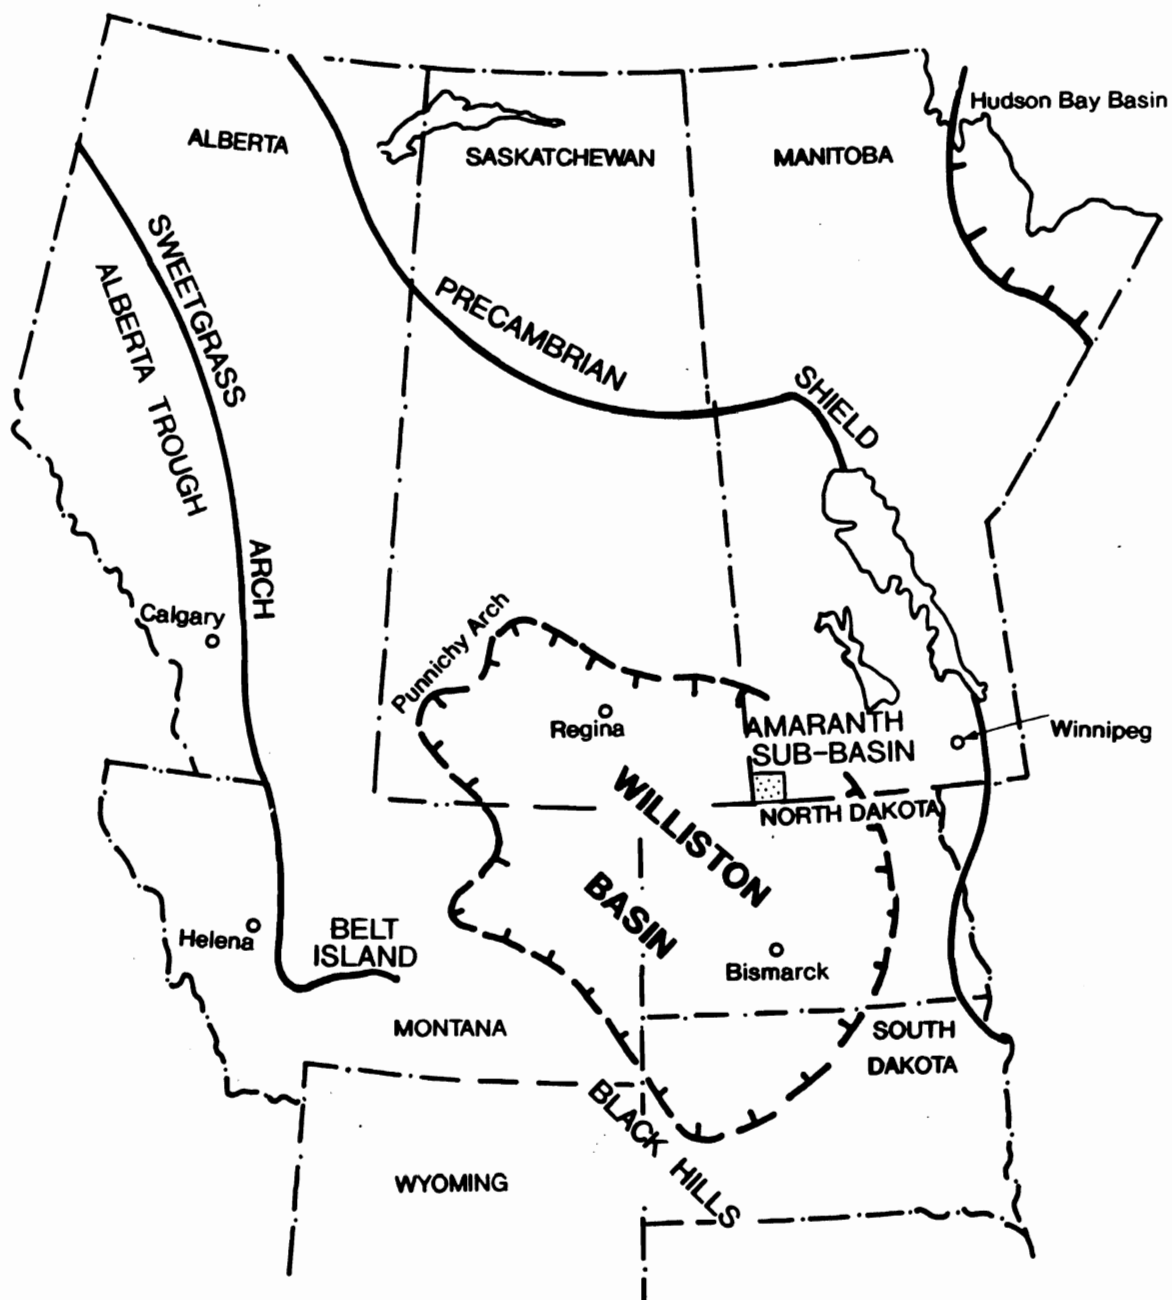 Hudson Bay Basin
ALBERTA
SASKATCHEWAN
MANITOBA
SWEETGRASS
ARCH
ALBERTA TROUGH
PRECAMBRIAN
SHIELD
Calgary
Punnichy Arch
Regina
AMARANTH
SUB-BASIN
Winnipeg
NORTH DAKOTA
WILLISTON
BASIN
Helena
BELT
ISLAND
Bismarck
MONTANA
SOUTH
DAKOTA
BLACK HILLS
WYOMING